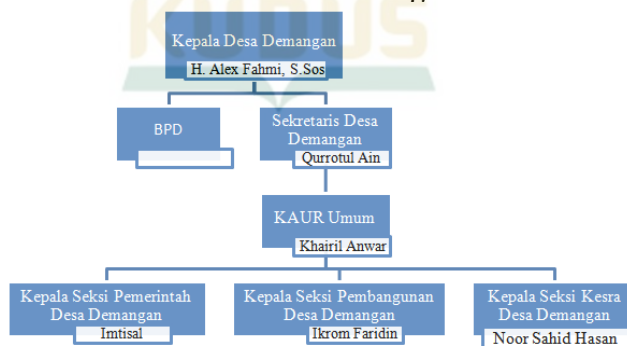 KUDUS
Kepala Desa Demangan
H. Alex Fahmi, S.Sos
BPD
Sekretaris Desa
Demangan
Qurrotul Ain
KAUR Umum
Khairil Anwar
Kepala Seksi Pemerintah
Desa Demangan
Imtisal
Kepala Seksi Pembangunan
Desa Demangan
Ikrom Faridin
Kepala Seksi Kesra
Desa Demangan
Noor Sahid Hasan